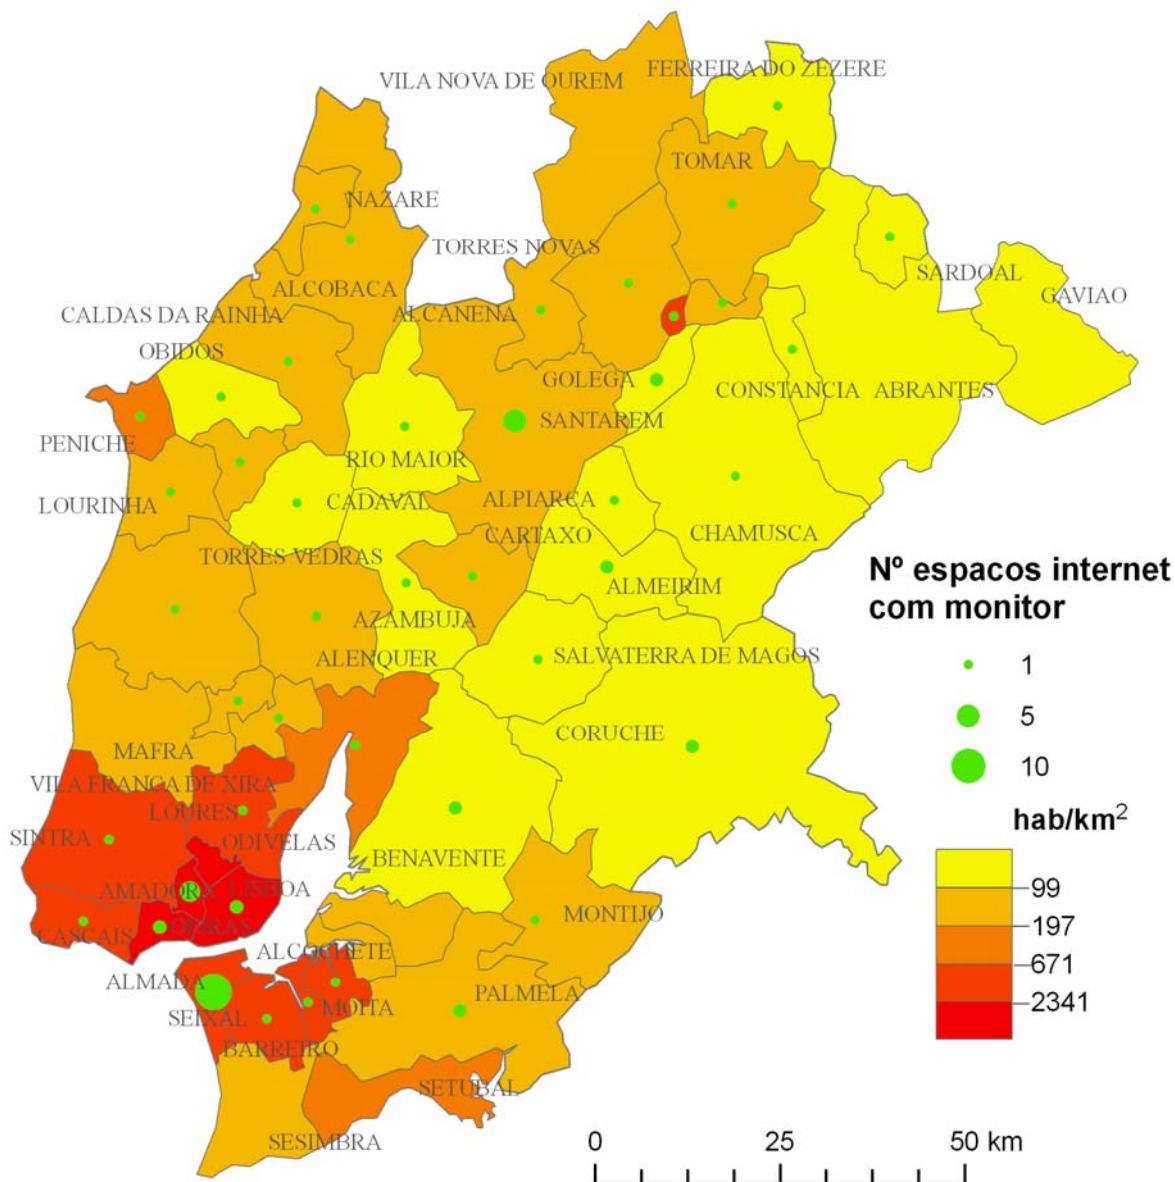 FERREIRA DO ZEZERE
VILA NOVA DE OUREM
TOMAR
NAZARE
TORRES NOVAS
SARDOAL
ALCOBACA
GAVIAO
CALDAS DA RAINHA
ALCANENA
OBIDOS
GOLEGA
CONSTANCIA
ABRANTES
SANTAREM
PENICHE
RIO MAIOR
LOURINHA
CADAVAL
ALPIARCA
CARTAXO
CHAMUSCA
TORRES VEDRAS
ALMEIRIM
AZAMBUJA
ALENQUER
SALVATERRA DE MAGOS
CORUCHE
MAFRA
VILA FRANCA DE XIRA
LOURES
SINTRA
ODIVELAS
BENAVENTE
AMADORA
LISBOA
MONTIJO
OEIRAS
CASCAIS
ALCOCHETE
ALMADA
PALMELA
MOITA
SEIXAL
BARREIRO
SETUBAL
SESIMBRA
Nº espacos internet
com monitor
1
5
10
hab/km²
99
197
671
2341
0 25 50 km